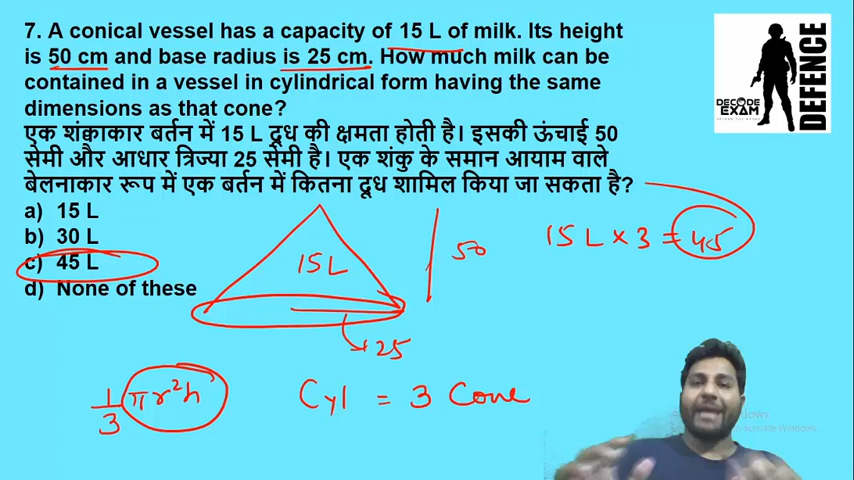 7. A conical vessel has a capacity of 15 L of milk. Its height
is 50 cm and base radius is 25 cm. How much milk can be
contained in a vessel in cylindrical form having the same
dimensions as that cone?
एक शंक्वाकार बर्तन में 15 L दूध की क्षमता होती है। इसकी ऊंचाई 50
सेमी और आधार त्रिज्या 25 सेमी है। एक शंकु के समान आयाम वाले
बेलनाकार रूप में एक बर्तन में कितना दूध शामिल किया जा सकता है?
a) 15 L
b) 30 L
c) 45 L
d) None of these
15L
50
25
15 L × 3 = 45
1/3 πr²h
Cyl = 3 Cone
DECODE
EXAM
DEFENCE